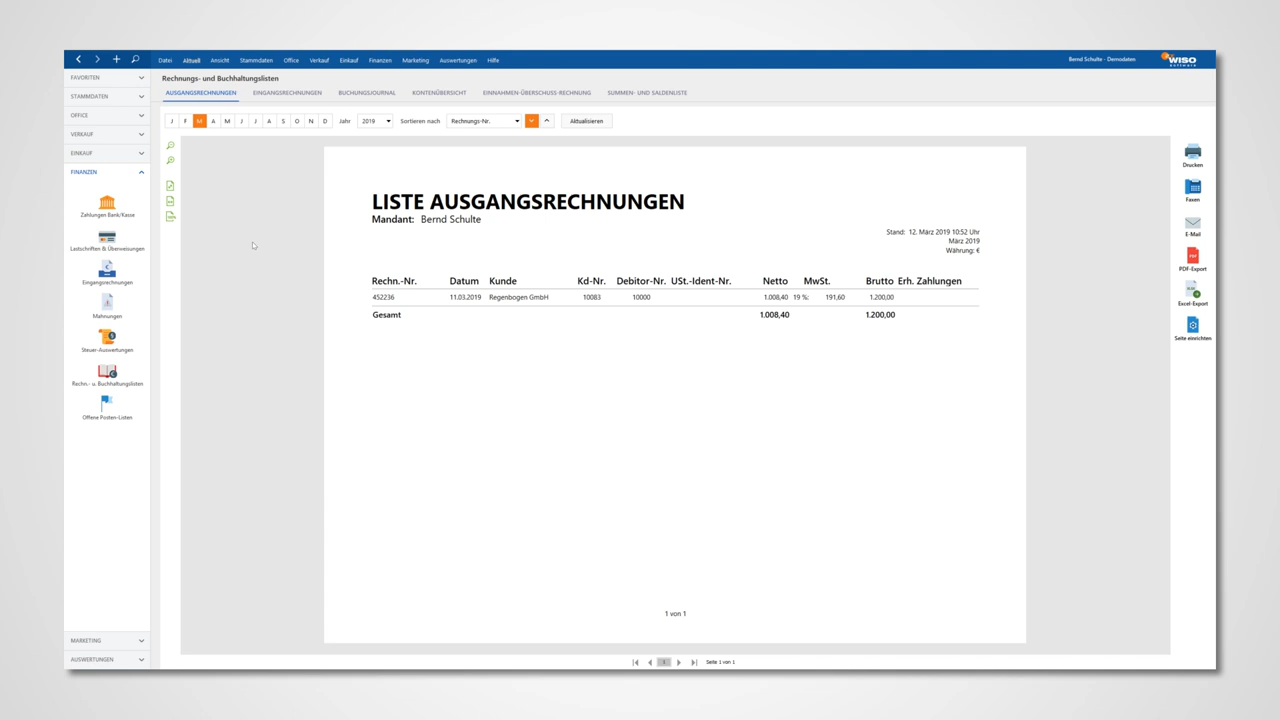 Datei Aktuell Ansicht Stammdaten Office Verkauf Einkauf Finanzen Marketing Auswertungen Hilfe Bernd Schulte - Demodaten WISO software
FAVORITEN
STAMMDATEN
OFFICE
VERKAUF
EINKAUF
FINANZEN
Zahlungen Bank/Kasse
Lastschriften & Überweisungen
Eingangsrechnungen
Mahnungen
Steuer-Auswertungen
Rechn.- u. Buchhaltungslisten
Offene Posten-Listen
MARKETING
AUSWERTUNGEN
Rechnungs- und Buchhaltungslisten
AUSGANGSRECHNUNGEN EINGANGSRECHNUNGEN BUCHUNGSJOURNAL KONTENÜBERSICHT EINNAHMEN-ÜBERSCHUSS-RECHNUNG SUMMEN- UND SALDENLISTE
J F M A M J J A S O N D Jahr 2019 Sortieren nach Rechnungs-Nr. Aktualisieren
LISTE AUSGANGSRECHNUNGEN
Mandant: Bernd Schulte
Stand: 12. März 2019 10:52 Uhr
März 2019
Währung: €
Rechn.-Nr. Datum Kunde Kd-Nr. Debitor-Nr. USt.-Ident-Nr. Netto MwSt. Brutto Erh. Zahlungen
452236 11.03.2019 Regenbogen GmbH 10083 10000 1.008,40 19 %: 191,60 1.200,00
Gesamt 1.008,40 1.200,00
1 von 1
1 Seite 1 von 1
Drucken
Faxen
E-Mail
PDF-Export
Excel-Export
Seite einrichten